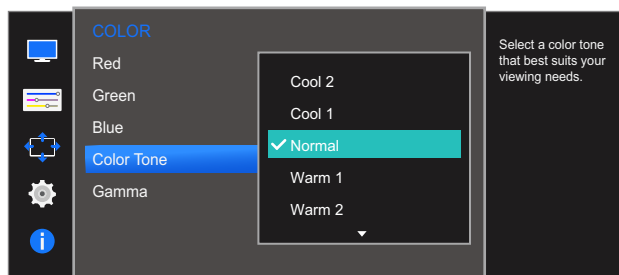 COLOR
Red
Green
Blue
Color Tone
Gamma
Cool 2
Cool 1
Normal
Warm 1
Warm 2
Select a color tone
that best suits your
viewing needs.